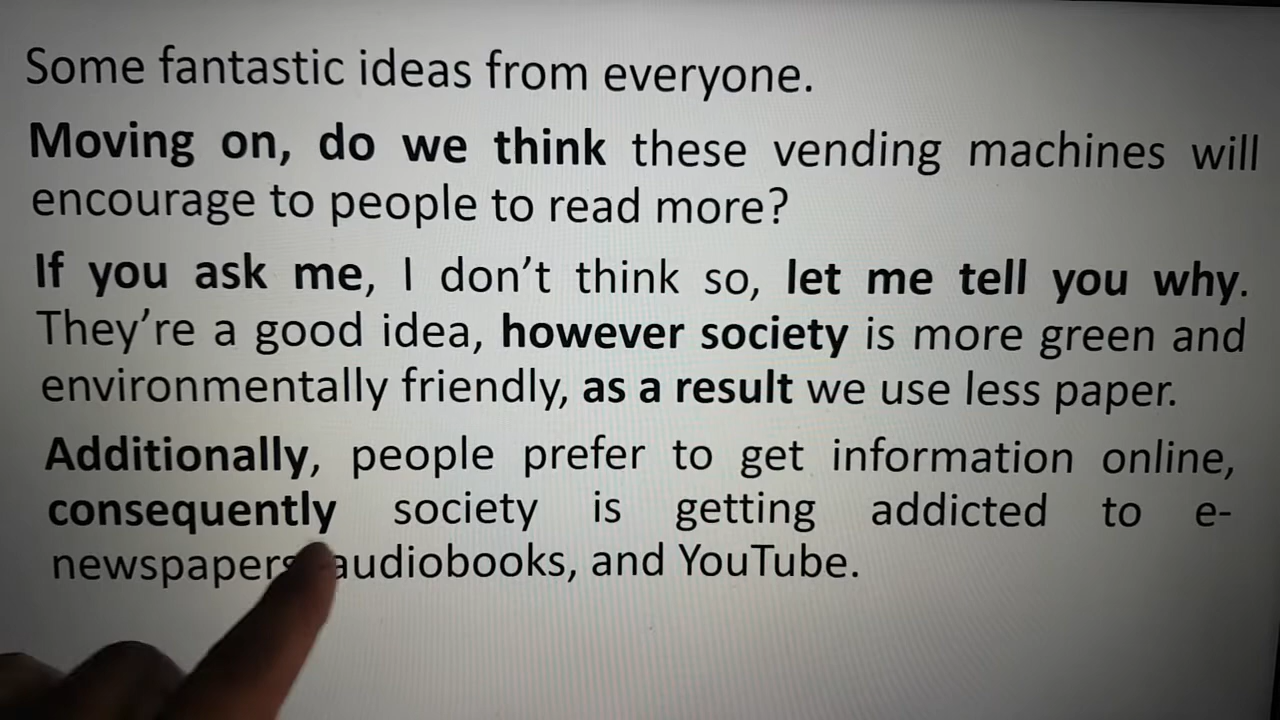 Some fantastic ideas from everyone.
Moving on, do we think these vending machines will
encourage to people to read more?
If you ask me, I don't think so, let me tell you why.
They're a good idea, however society is more green and
environmentally friendly, as a result we use less paper.
Additionally, people prefer to get information online,
consequently society is getting addicted to e-
newspapers audiobooks, and YouTube.